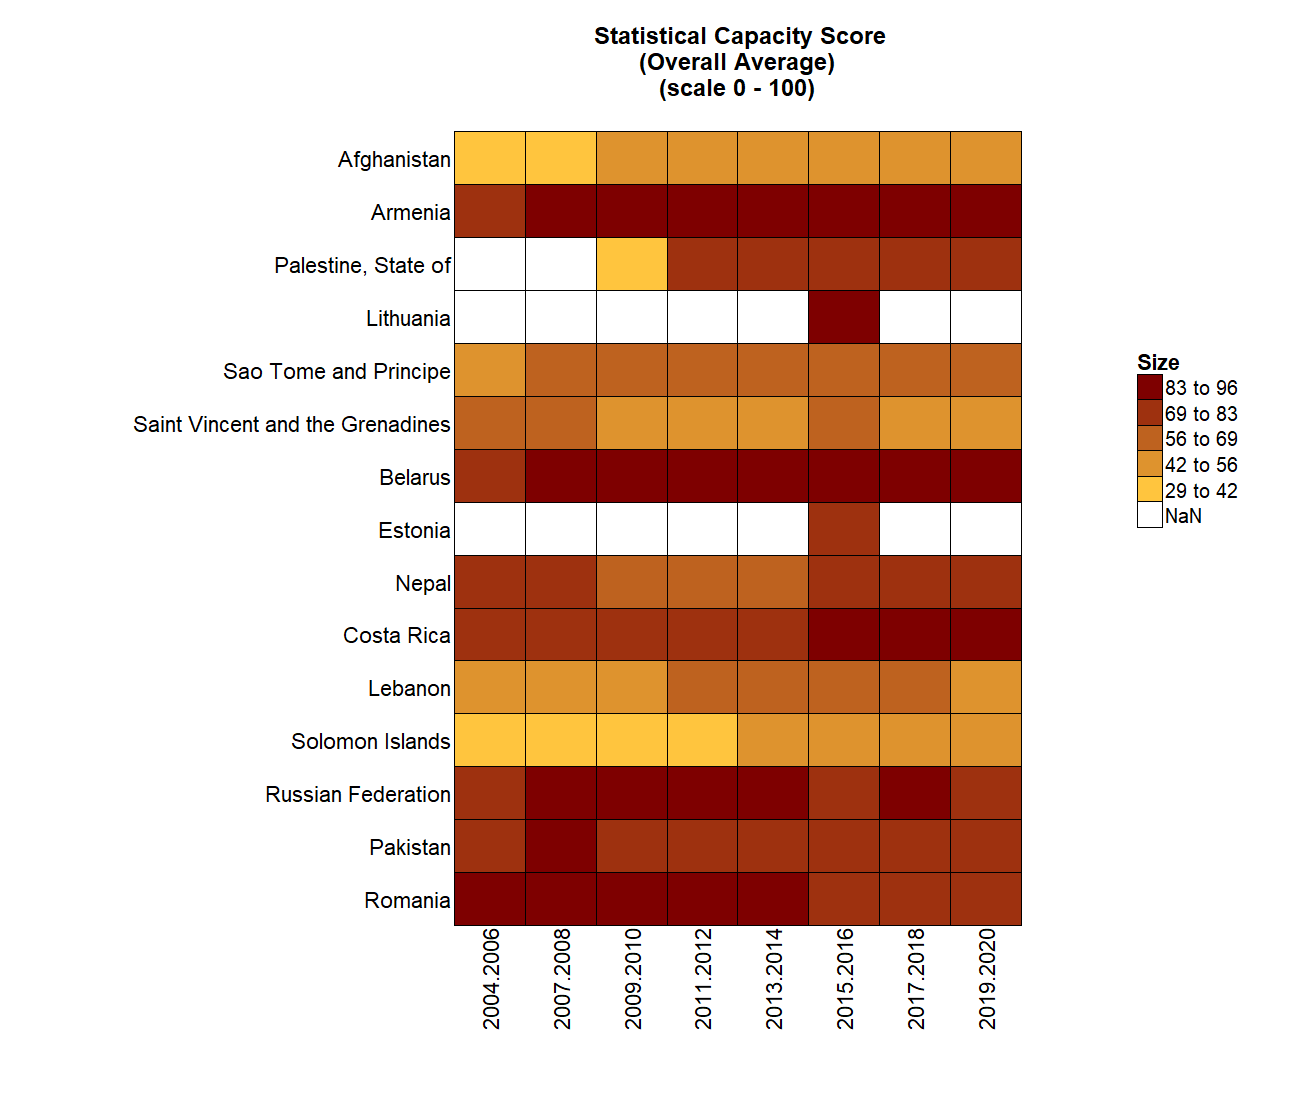 Statistical Capacity Score
(Overall Average)
(scale 0 - 100)
Afghanistan
Armenia
Palestine, State of
Lithuania
Sao Tome and Principe
Saint Vincent and the Grenadines
Belarus
Estonia
Nepal
Costa Rica
Lebanon
Solomon Islands
Russian Federation
Pakistan
Romania
2004.2006
2007.2008
2009.2010
2011.2012
2013.2014
2015.2016
2017.2018
2019.2020
Size
83 to 96
69 to 83
56 to 69
42 to 56
29 to 42
NaN